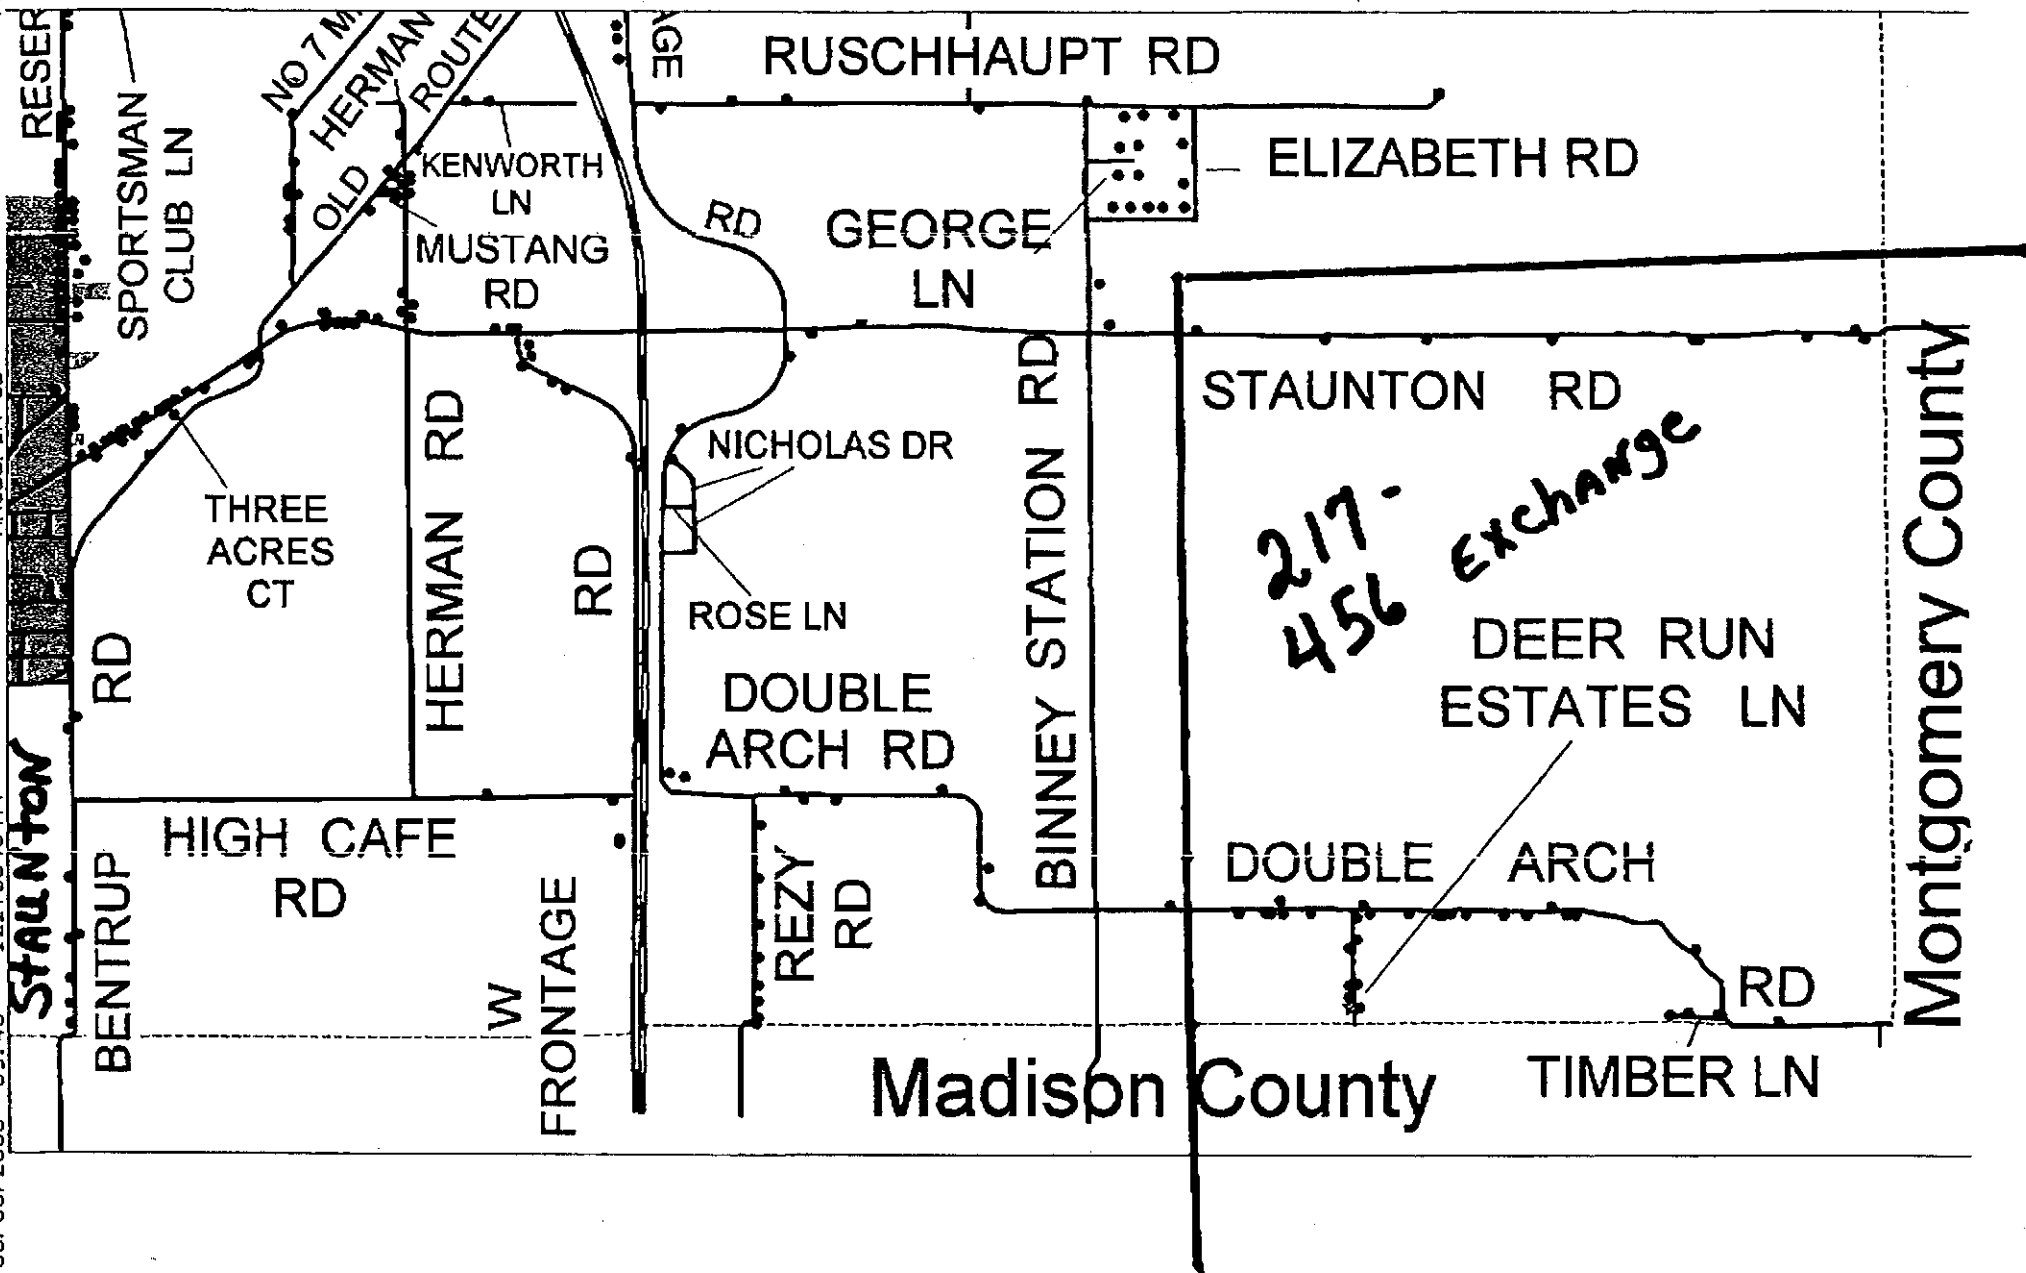 RESER
SPORTSMAN
CLUB LN
NO 7 M
HERMAN
OLD ROUTE
AGE
RUSCHHAUPT RD
KENWORTH
LN
MUSTANG
RD
RD
GEORGE
LN
ELIZABETH RD
STAUNTON RD
NICHOLAS DR
THREE
ACRES
CT
HERMAN RD
RD
ROSE LN
BINNEY STATION RD
217-
456 Exchange
DEER RUN
ESTATES LN
Montgomery County
RD
DOUBLE
ARCH RD
STAUNTON
BENTRUP
HIGH CAFE
RD
W
FRONTAGE
REZY
RD
DOUBLE ARCH
RD
Madison County
TIMBER LN